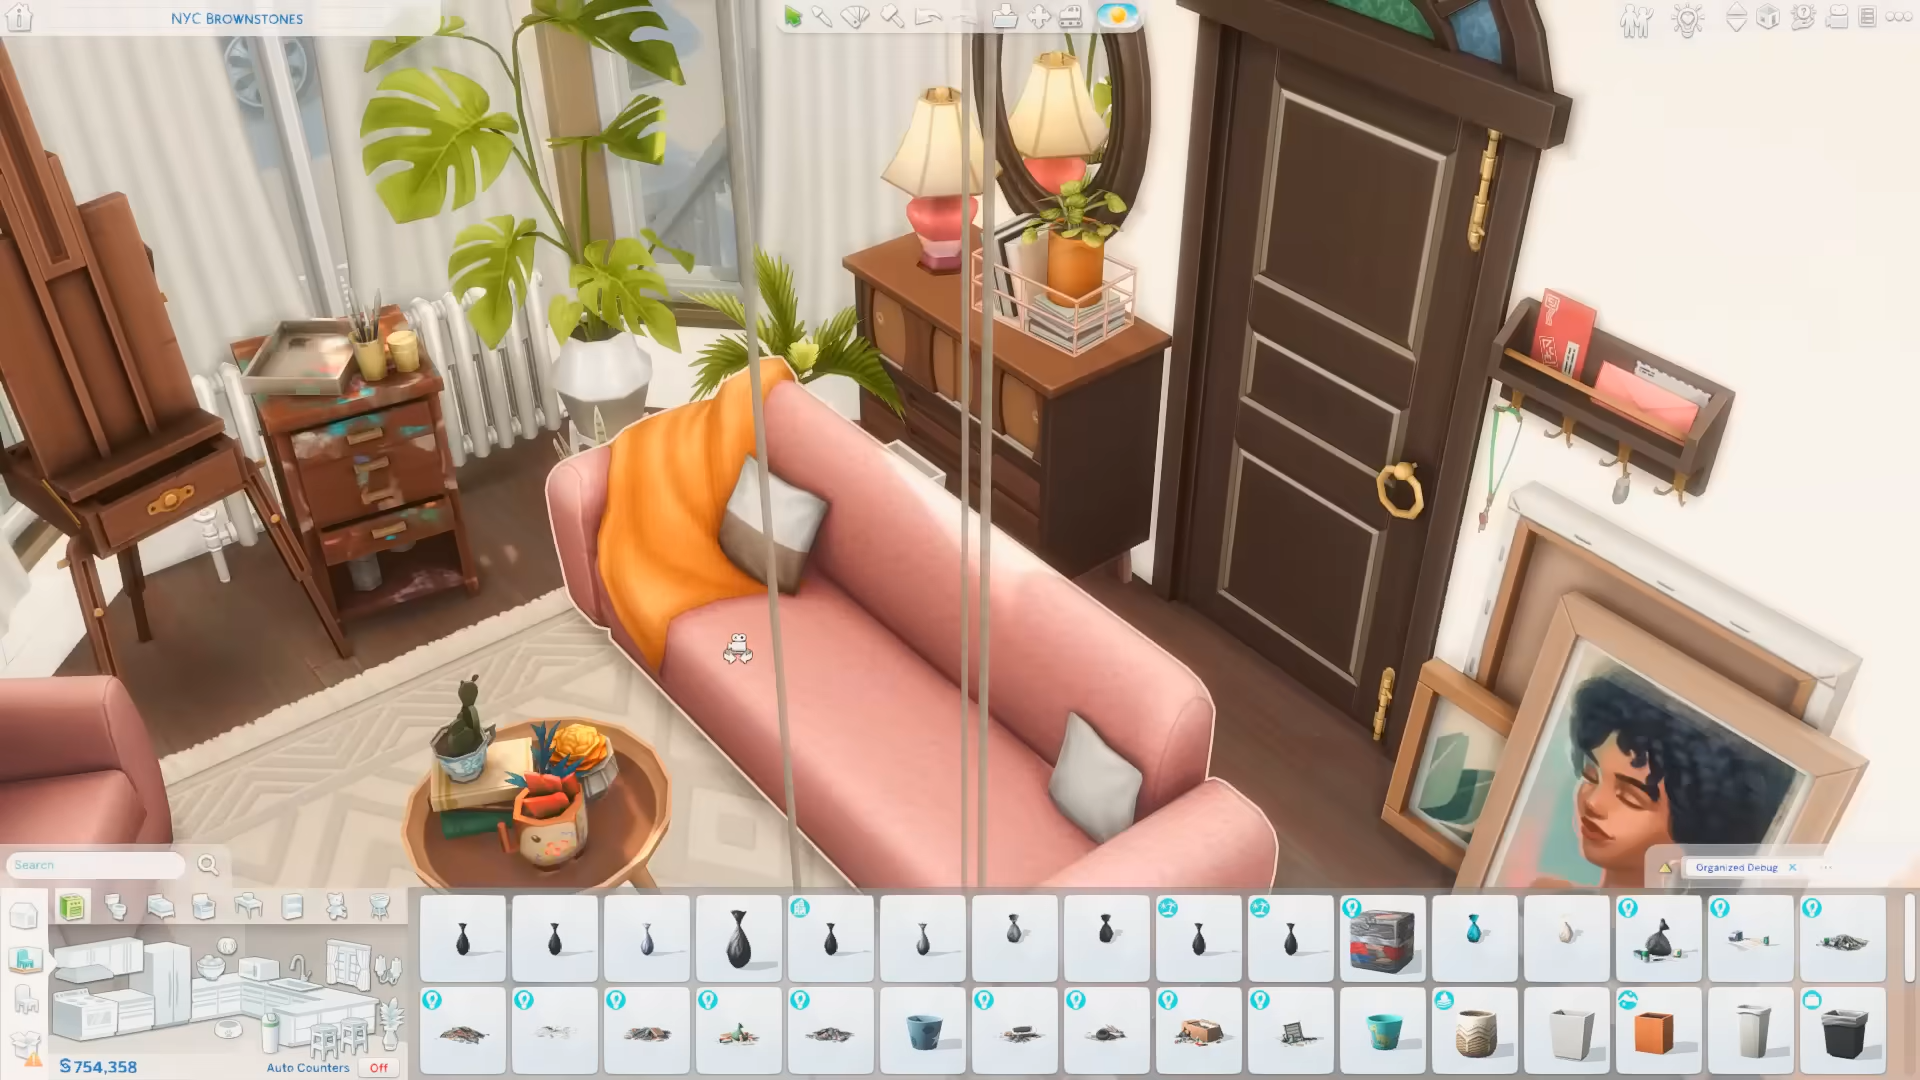 NYC Brownstones
Search
Organized Debug
§754,358
Auto Counters
Off